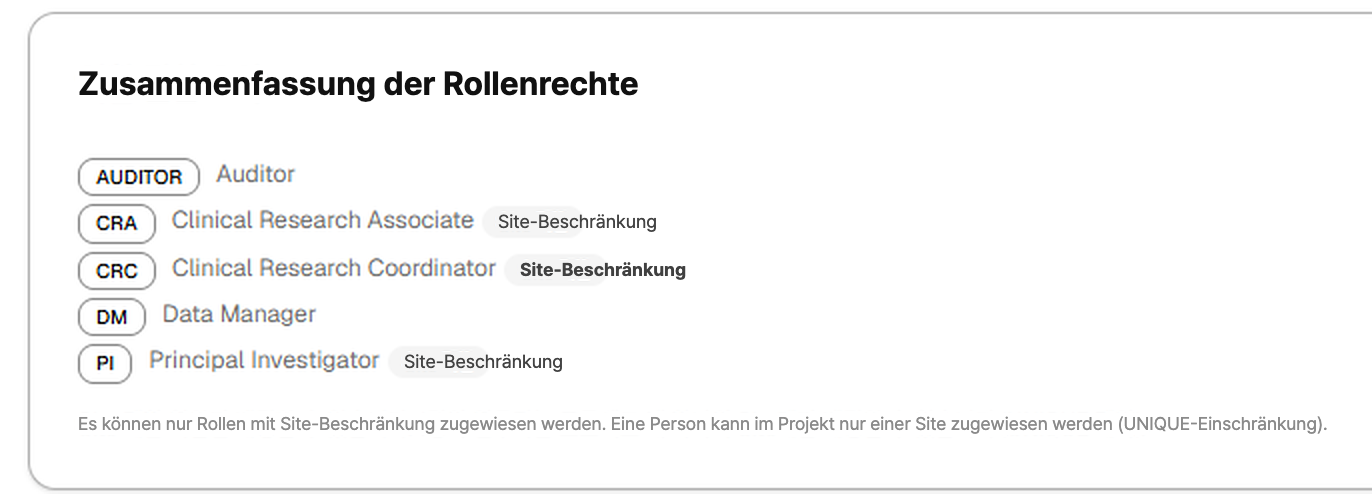 Zusammenfassung der Rollenrechte
AUDITOR Auditor
CRA Clinical Research Associate Site-Beschränkung
CRC Clinical Research Coordinator Site-Beschränkung
DM Data Manager
PI Principal Investigator Site-Beschränkung
Es können nur Rollen mit Site-Beschränkung zugewiesen werden. Eine Person kann im Projekt nur einer Site zugewiesen werden (UNIQUE-Einschränkung).